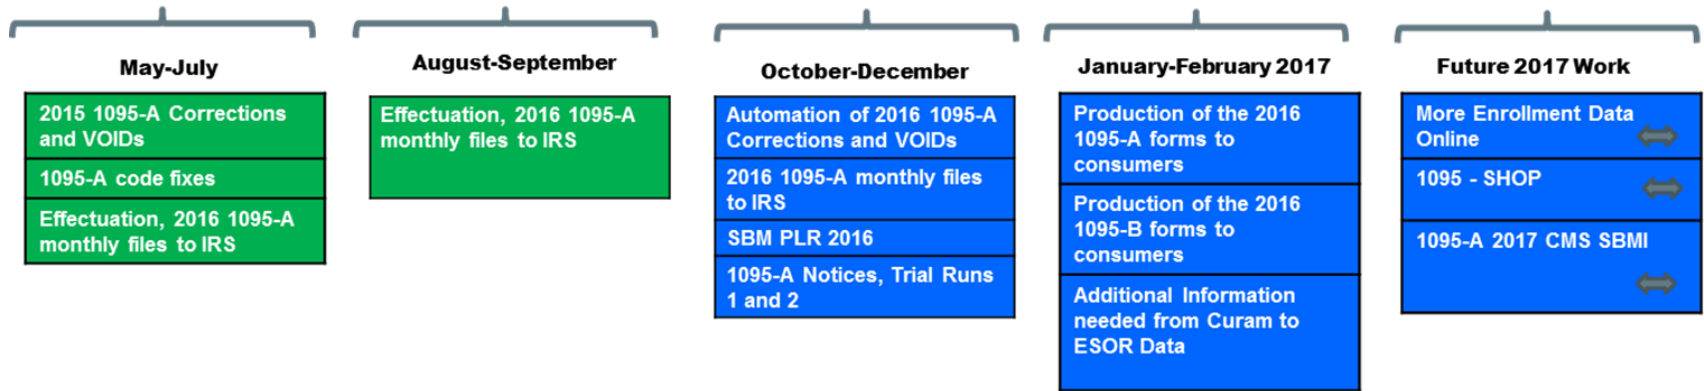 May-July
2015 1095-A Corrections
and VOIDs
1095-A code fixes
Effectuation, 2016 1095-A
monthly files to IRS
August-September
Effectuation, 2016 1095-A
monthly files to IRS
October-December
Automation of 2016 1095-A
Corrections and VOIDs
2016 1095-A monthly files
to IRS
SBM PLR 2016
1095-A Notices, Trial Runs
1 and 2
January-February 2017
Production of the 2016
1095-A forms to
consumers
Production of the 2016
1095-B forms to
consumers
Additional Information
needed from Curam to
ESOR Data
Future 2017 Work
More Enrollment Data
Online
1095 - SHOP
1095-A 2017 CMS SBMI